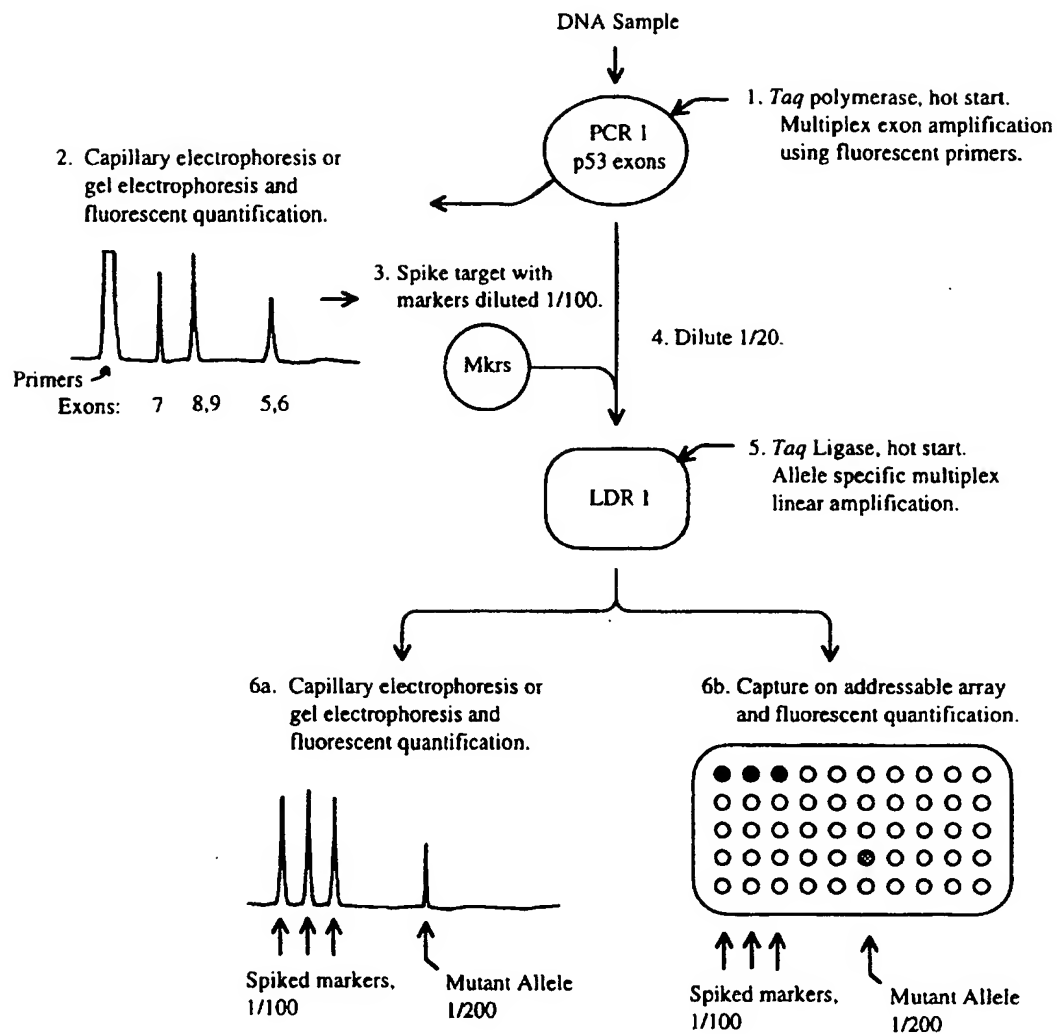 DNA Sample
PCR 1
p53 exons
1. Taq polymerase, hot start.
Multiplex exon amplification
using fluorescent primers.
2. Capillary electrophoresis or
gel electrophoresis and
fluorescent quantification.
3. Spike target with
markers diluted 1/100.
4. Dilute 1/20.
Mkrs
Primers
Exons: 7 8,9 5,6
5. Taq Ligase, hot start.
Allele specific multiplex
linear amplification.
LDR 1
6a. Capillary electrophoresis or
gel electrophoresis and
fluorescent quantification.
Spiked markers,
1/100
Mutant Allele
1/200
6b. Capture on addressable array
and fluorescent quantification.
Spiked markers,
1/100
Mutant Allele
1/200